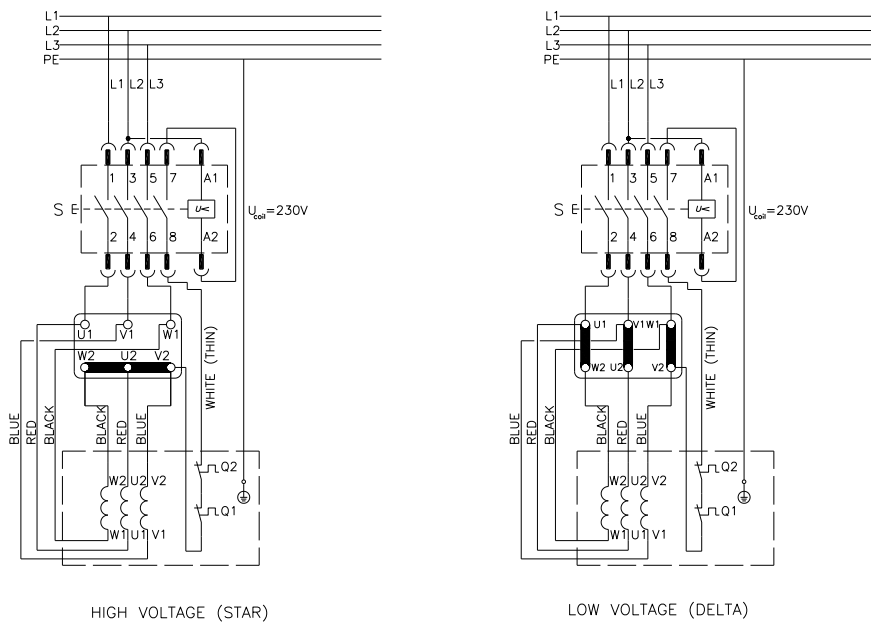 L1
L2
L3
PE
L1 L2 L3
1 3 5 7 A1
S E U< U coil=230V
2 4 6 8 A2
U1 V1 W1
W2 U2 V2
WHITE (THIN)
BLUE
RED
BLACK
BLACK
RED
BLUE
W2 U2 V2
Q2
Q1
W1 U1 V1
HIGH VOLTAGE (STAR)
L1
L2
L3
PE
L1 L2 L3
1 3 5 7 A1
S E U< U coil=230V
2 4 6 8 A2
U1 V1 W1
W2 U2 V2
WHITE (THIN)
BLUE
RED
BLACK
BLACK
RED
BLUE
W2 U2 V2
Q2
Q1
W1 U1 V1
LOW VOLTAGE (DELTA)